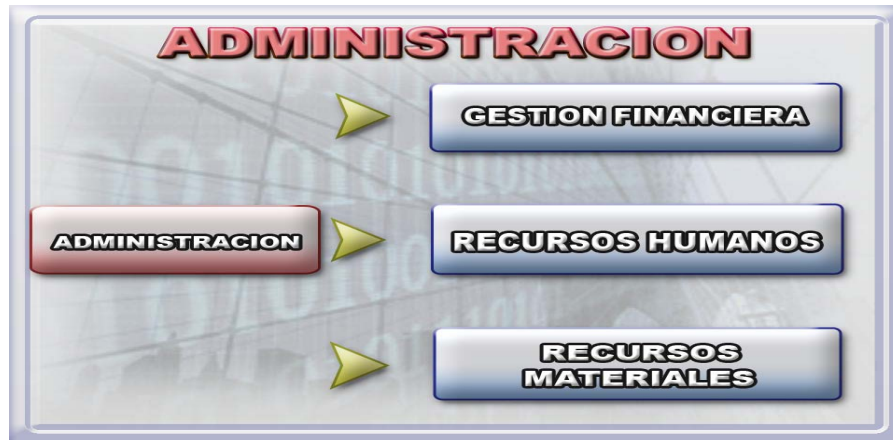 ADMINISTRACION
GESTION FINANCIERA
ADMINISTRACION
RECURSOS HUMANOS
RECURSOS
MATERIALES